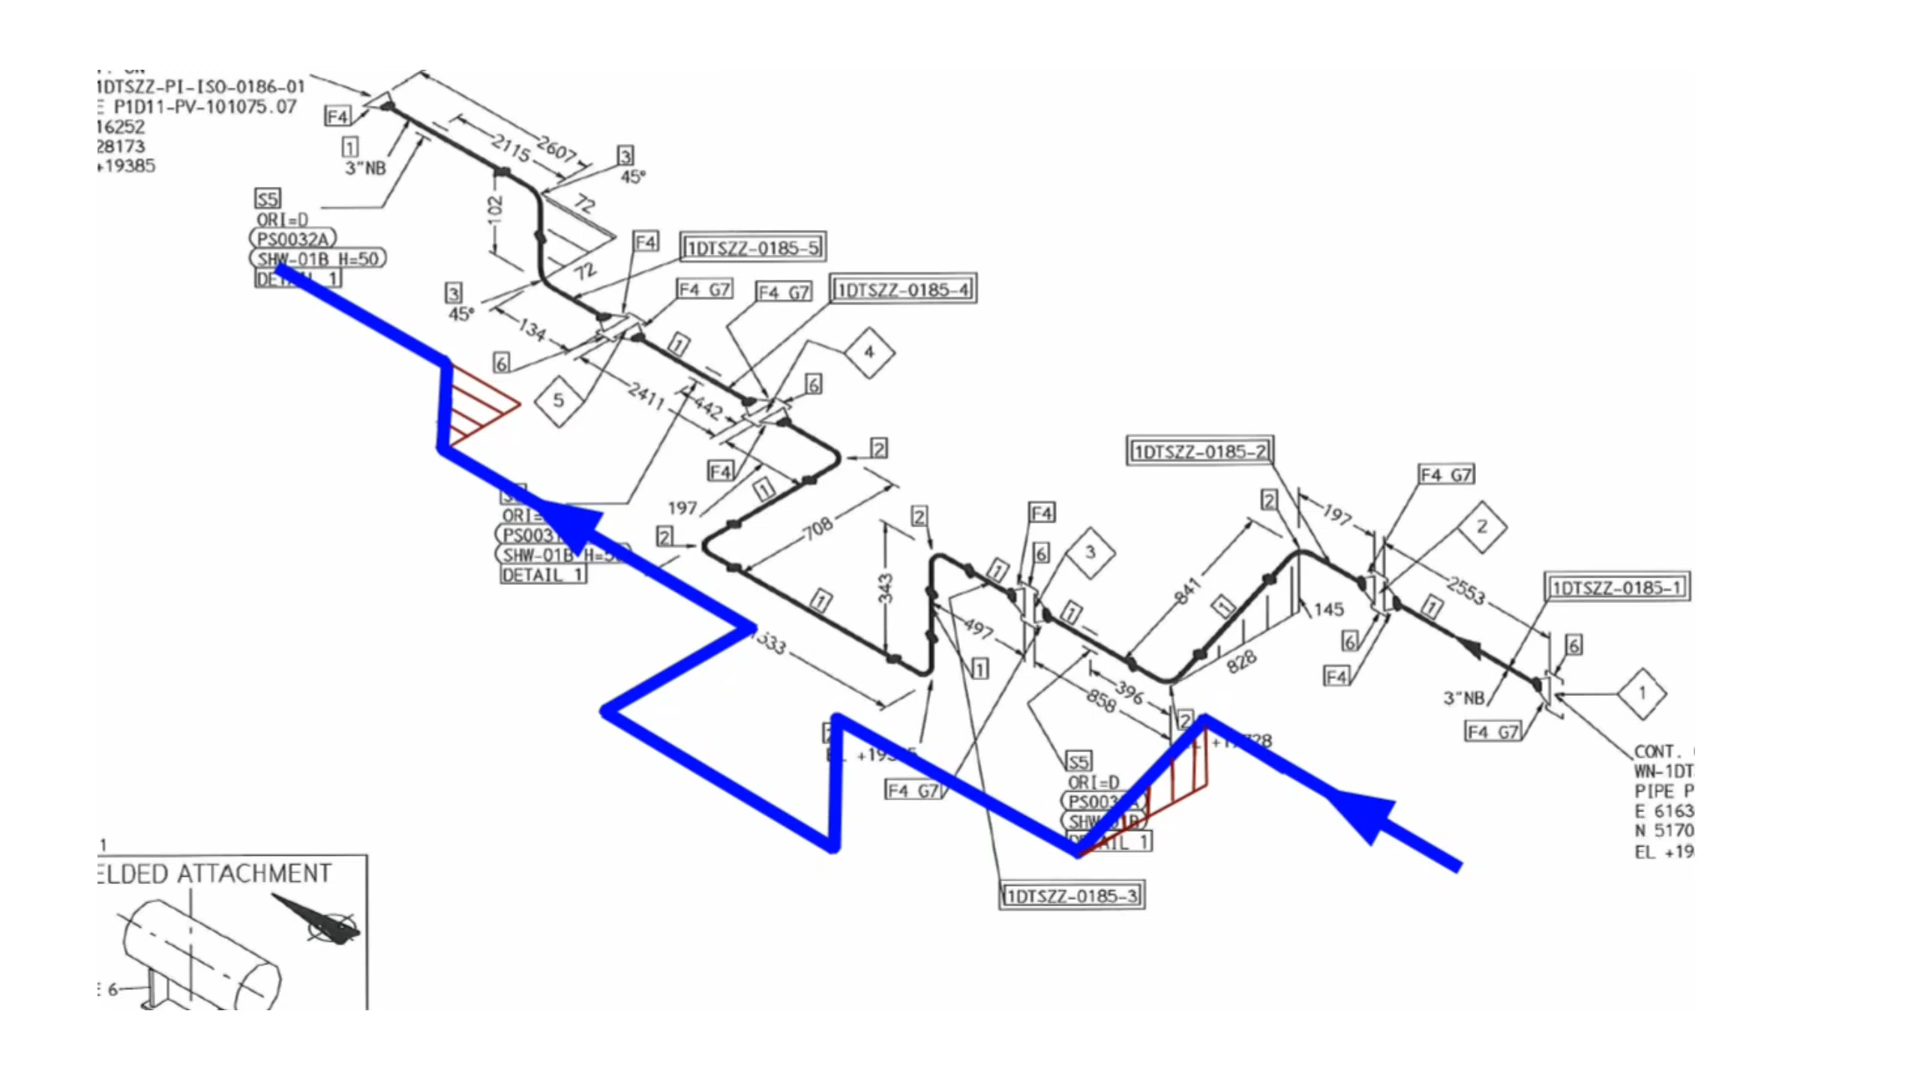 1DTSZZ-PI-ISO-0186-01
E P1D11-PV-101075.07
16252
28173
+19385
F4
1
3"NB
S5
ORI=D
(PS0032A)
(SHW-01B H=50)
2607
2115
3
45°
72
102
72
F4
1DTSZZ-0185-5
F4 G7
F4 G7
1DTSZZ-0185-4
3
45°
134
6
1
4
6
5
2411
442
F4
2
1
197
708
2
2
343
F4
6
3
1
1
497
1
1
1DTSZZ-0185-2
F4 G7
2
197
2
841
1
145
828
6
F4
2553
1
1DTSZZ-0185-1
6
3"NB
F4 G7
1
396
858
2
S5
ORI=D
DETAIL 1
F4 G7
1DTSZZ-0185-3
CONT.
WN-1DT
PIPE P
E 6163
N 5170
EL +19
1
ELDED ATTACHMENT
E 6